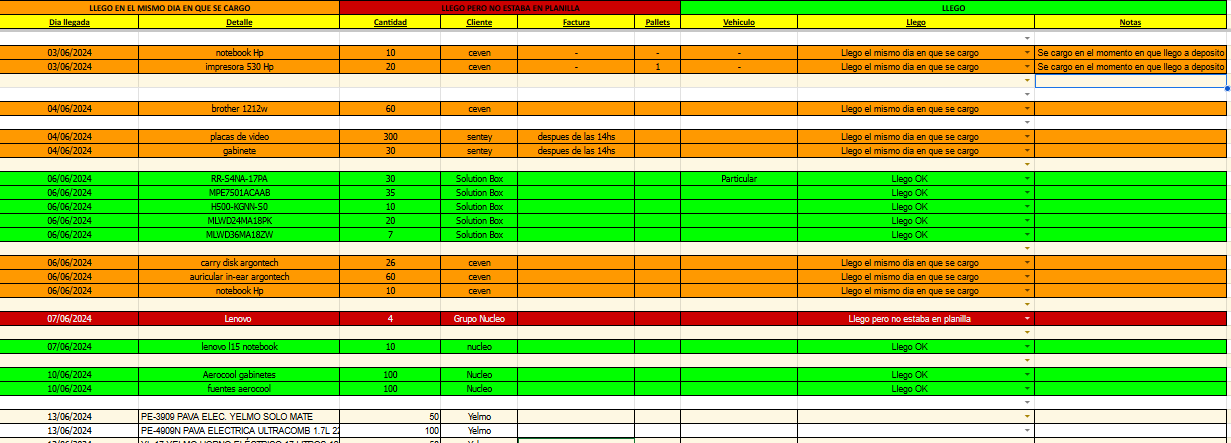 LLEGO EN EL MISMO DIA EN QUE SE CARGO LLEGO PERO NO ESTABA EN PLANILLA LLEGO
Dia llegada Detalle Cantidad Cliente Factura Pallets Vehiculo Llego Notas
03/06/2024 notebook Hp 10 ceven - - - Llego el mismo dia en que se cargo Se cargo en el momento en que llego a deposito
03/06/2024 impresora 530 Hp 20 ceven - 1 - Llego el mismo dia en que se cargo Se cargo en el momento en que llego a deposito
04/06/2024 brother 1212w 60 ceven Llego el mismo dia en que se cargo
04/06/2024 placas de video 300 sentey despues de las 14hs Llego el mismo dia en que se cargo
04/06/2024 gabinete 30 sentey despues de las 14hs Llego el mismo dia en que se cargo
06/06/2024 RR-S4NA-17PA 30 Solution Box Particular Llego OK
06/06/2024 MPE7501ACAAB 35 Solution Box Llego OK
06/06/2024 H500-KGNN-S0 10 Solution Box Llego OK
06/06/2024 MLWD24MA18PK 20 Solution Box Llego OK
06/06/2024 MLWD36MA18ZW 7 Solution Box Llego OK
06/06/2024 carry disk argontech 26 ceven Llego el mismo dia en que se cargo
06/06/2024 auricular in-ear argontech 60 ceven Llego el mismo dia en que se cargo
06/06/2024 notebook Hp 10 ceven Llego el mismo dia en que se cargo
07/06/2024 Lenovo 4 Grupo Nucleo Llego pero no estaba en planilla
07/06/2024 lenovo l15 notebook 10 nucleo Llego OK
10/06/2024 Aerocool gabinetes 100 Nucleo Llego OK
10/06/2024 fuentes aerocool 100 Nucleo Llego OK
13/06/2024 PE-3909 PAVA ELEC. YELMO SOLO MATE 50 Yelmo
13/06/2024 PE-4909N PAVA ELECTRICA ULTRACOMB 1.7L 22 100 Yelmo